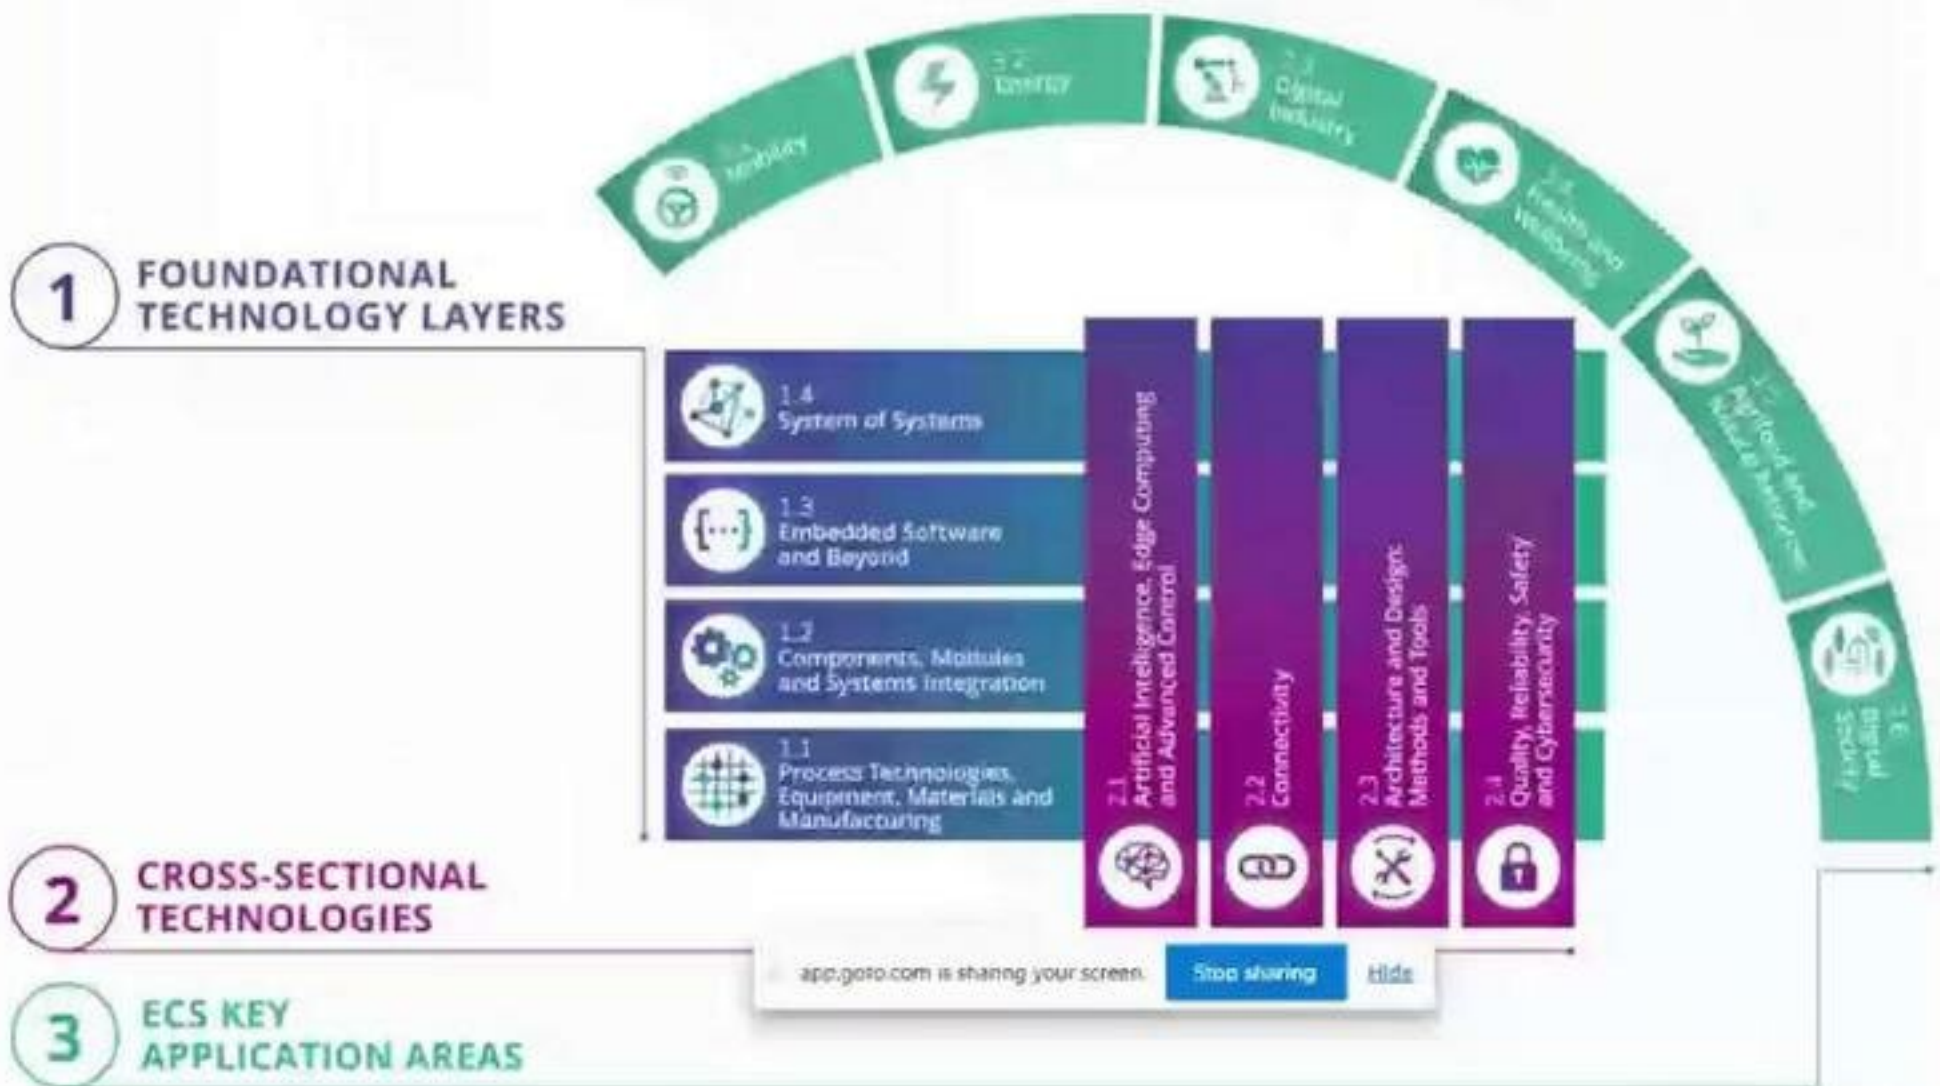 Mobility
Energy
Digital
Industry
Health and
Wellbeing
Agrifood and
Digital
Society
1
FOUNDATIONAL
TECHNOLOGY LAYERS
1.4
System of Systems
1.3
Embedded Software
and Beyond
1.2
Components, Modules
and Systems Integration
1.1
Process Technologies,
Equipment, Materials and
Manufacturing
2.1
Artificial Intelligence, Edge Computing
and Advanced Control
2.2
Connectivity
2.3
Architecture and Design:
Methods and Tools
2.4
Quality, Reliability, Safety
and Cybersecurity
2
CROSS-SECTIONAL
TECHNOLOGIES
app.goto.com is sharing your screen.
Stop sharing
Hide
3
ECS KEY
APPLICATION AREAS